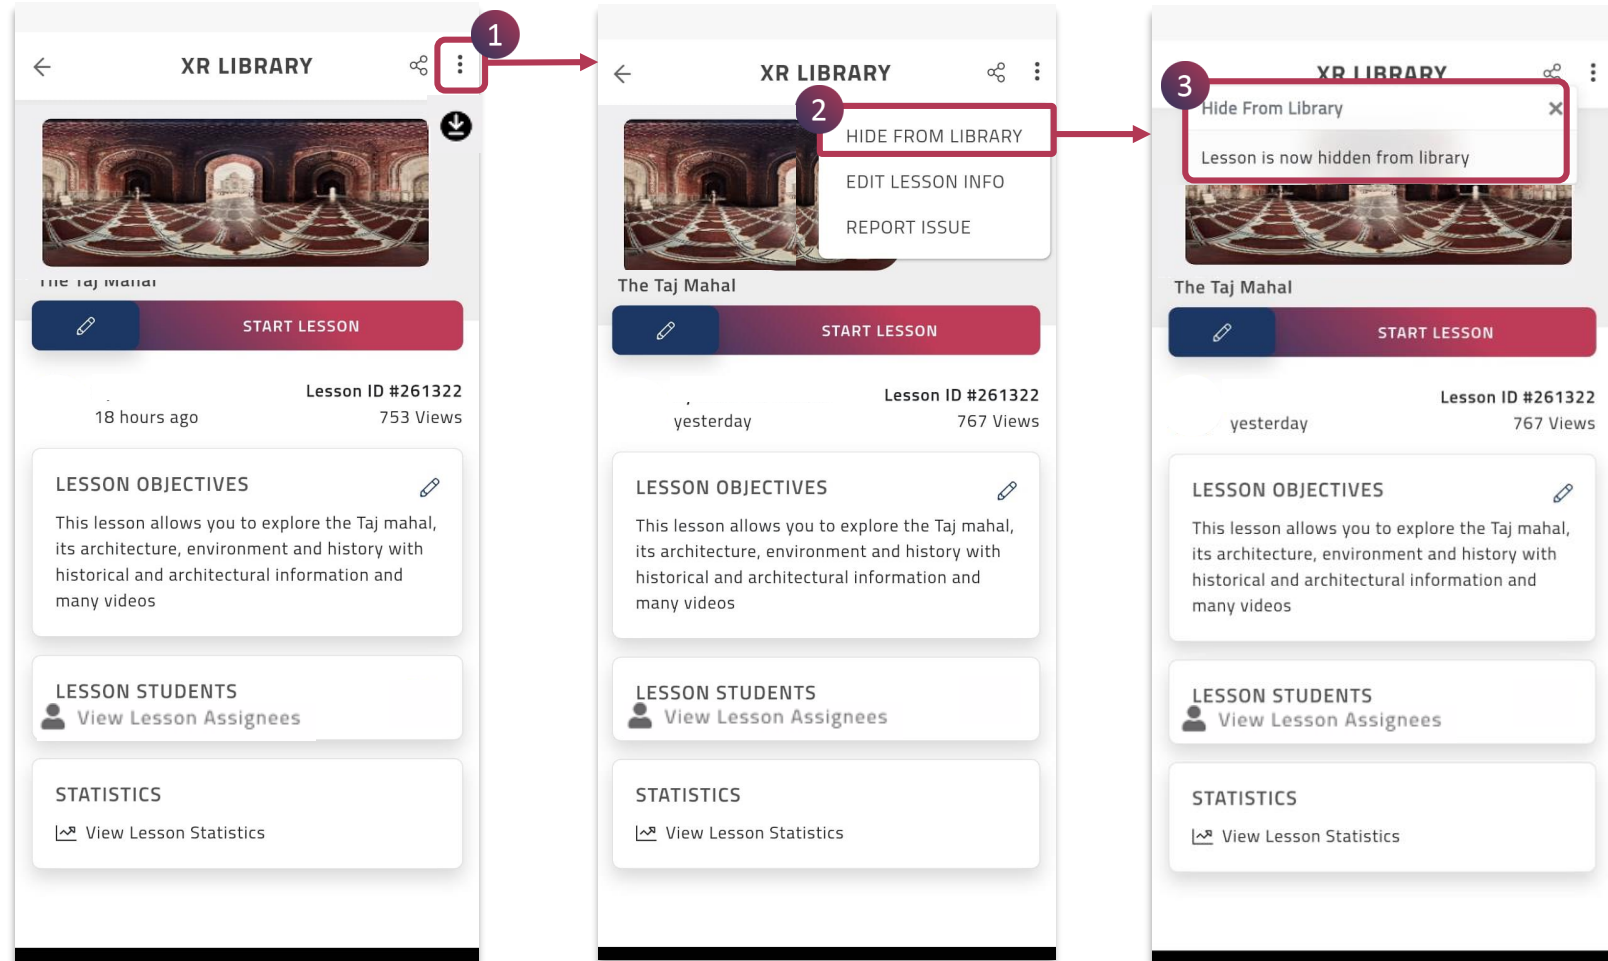 1
XR LIBRARY
The Taj Mahal
START LESSON
Lesson ID #261322
18 hours ago
753 Views
LESSON OBJECTIVES
This lesson allows you to explore the Taj mahal,
its architecture, environment and history with
historical and architectural information and
many videos
LESSON STUDENTS
View Lesson Assignees
STATISTICS
View Lesson Statistics
XR LIBRARY
2
HIDE FROM LIBRARY
EDIT LESSON INFO
REPORT ISSUE
The Taj Mahal
START LESSON
Lesson ID #261322
yesterday
767 Views
LESSON OBJECTIVES
This lesson allows you to explore the Taj mahal,
its architecture, environment and history with
historical and architectural information and
many videos
LESSON STUDENTS
View Lesson Assignees
STATISTICS
View Lesson Statistics
XR LIBRARY
3
Hide From Library
Lesson is now hidden from library
The Taj Mahal
START LESSON
Lesson ID #261322
yesterday
767 Views
LESSON OBJECTIVES
This lesson allows you to explore the Taj mahal,
its architecture, environment and history with
historical and architectural information and
many videos
LESSON STUDENTS
View Lesson Assignees
STATISTICS
View Lesson Statistics